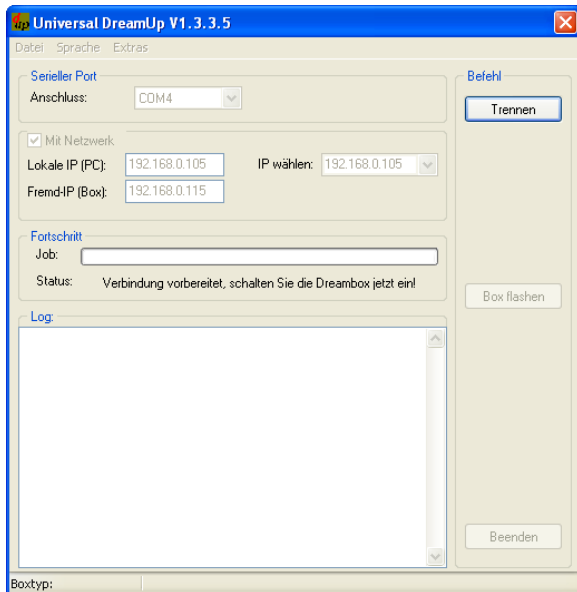 up Universal DreamUp V1.3.3.5
Datei Sprache Extras
Serieller Port
Anschluss: COM4
Mit Netzwerk
Lokale IP (PC): 192.168.0.105 IP wählen: 192.168.0.105
Fremd-IP (Box): 192.168.0.115
Fortschritt
Job:
Status: Verbindung vorbereitet, schalten Sie die Dreambox jetzt ein!
Log:
Befehl
Trennen
Box flashen
Beenden
Boxtyp: